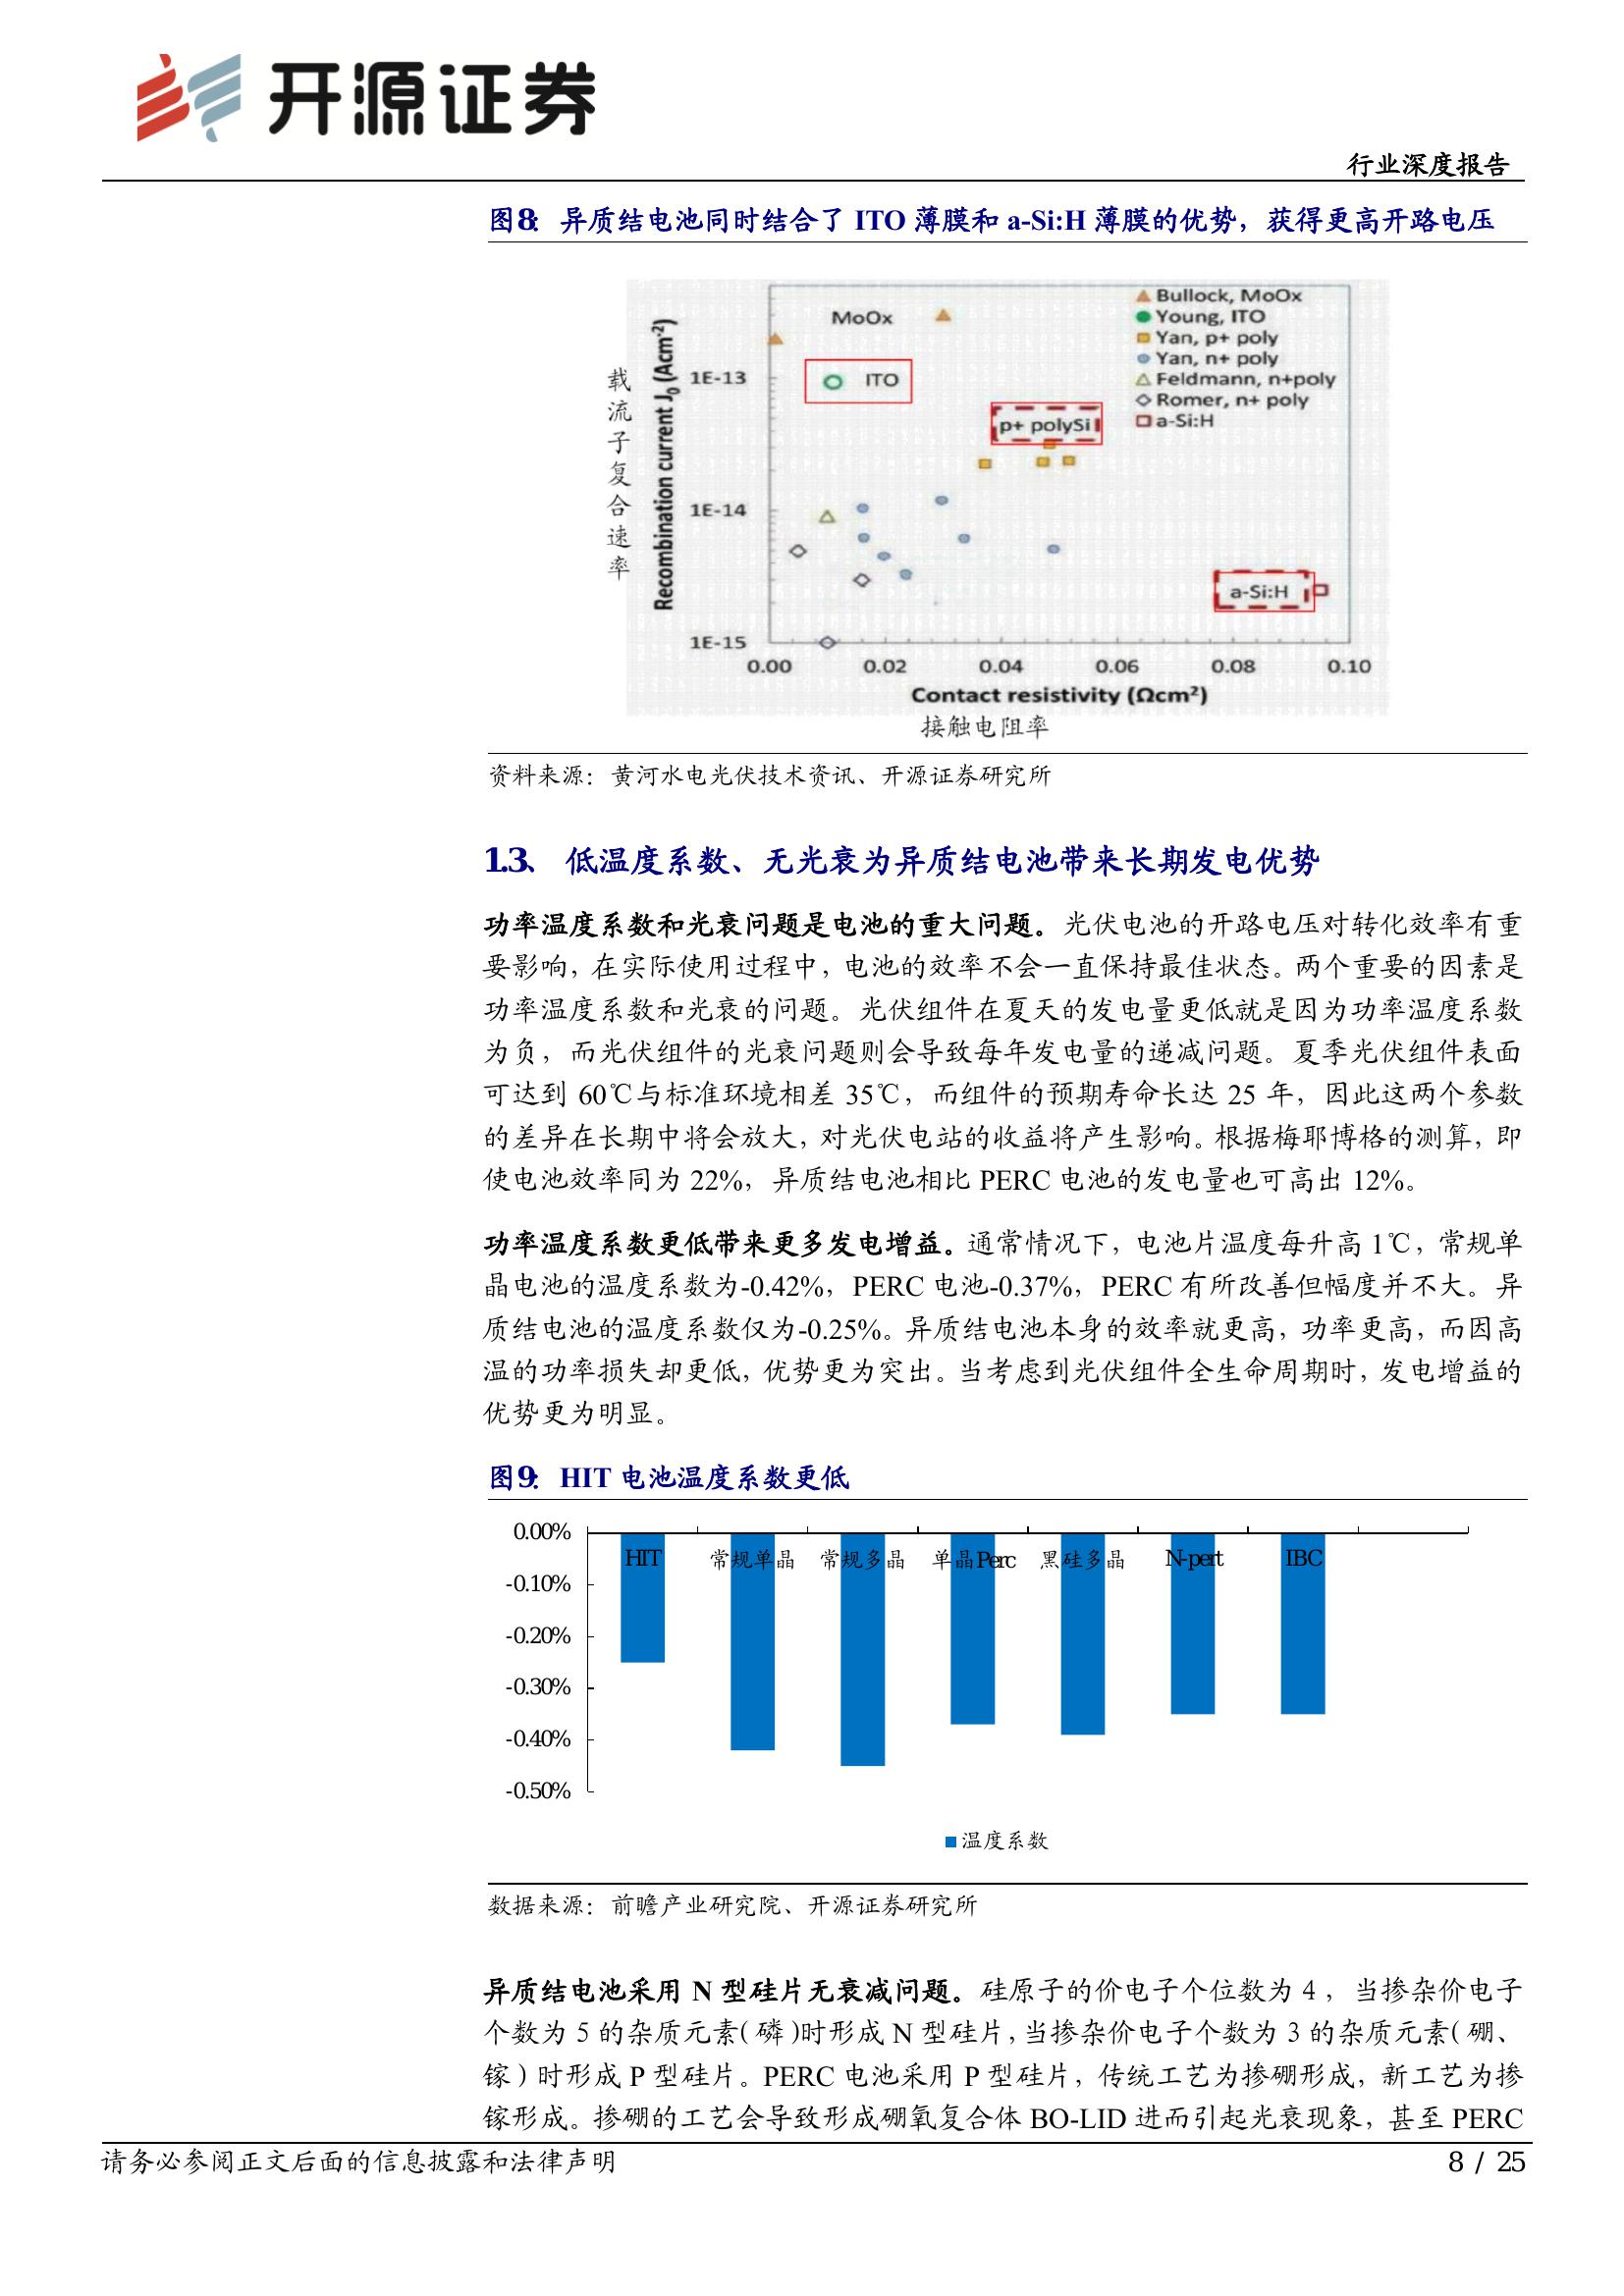 开源证券
行业深度报告
图8： 异质结电池同时结合了 ITO 薄膜和 a-Si:H 薄膜的优势，获得更高开路电压
载流子复合速率
Recombination current J0 (Acm-2)
1E-13
1E-14
1E-15
MoOx
ITO
p+ polySi
a-Si:H
Bullock, MoOx
Young, ITO
Yan, p+ poly
Yan, n+ poly
Feldmann, n+poly
Romer, n+ poly
a-Si:H
0.00 0.02 0.04 0.06 0.08 0.10
Contact resistivity (Ωcm²)
接触电阻率
资料来源：黄河水电光伏技术资讯、开源证券研究所
1.3、 低温度系数、无光衰为异质结电池带来长期发电优势
功率温度系数和光衰问题是电池的重大问题。光伏电池的开路电压对转化效率有重
要影响，在实际使用过程中，电池的效率不会一直保持最佳状态。两个重要的因素是
功率温度系数和光衰的问题。光伏组件在夏天的发电量更低就是因为功率温度系数
为负，而光伏组件的光衰问题则会导致每年发电量的递减问题。夏季光伏组件表面
可达到 60℃与标准环境相差 35℃，而组件的预期寿命长达 25 年，因此这两个参数
的差异在长期中将会放大，对光伏电站的收益将产生影响。根据梅耶博格的测算，即
使电池效率同为 22%，异质结电池相比 PERC 电池的发电量也可高出 12%。
功率温度系数更低带来更多发电增益。通常情况下，电池片温度每升高 1℃，常规单
晶电池的温度系数为-0.42%，PERC 电池-0.37%，PERC 有所改善但幅度并不大。异
质结电池的温度系数仅为-0.25%。异质结电池本身的效率就更高，功率更高，而因高
温的功率损失却更低，优势更为突出。当考虑到光伏组件全生命周期时，发电增益的
优势更为明显。
图9： HIT 电池温度系数更低
0.00%
-0.10%
-0.20%
-0.30%
-0.40%
-0.50%
HIT 常规单晶 常规多晶 单晶Perc 黑硅多晶 N-pert IBC
温度系数
数据来源：前瞻产业研究院、开源证券研究所
异质结电池采用 N 型硅片无衰减问题。硅原子的价电子个位数为 4 ，当掺杂价电子
个数为 5 的杂质元素( 磷 )时形成 N 型硅片，当掺杂价电子个数为 3 的杂质元素( 硼、
镓 ) 时形成 P 型硅片。PERC 电池采用 P 型硅片，传统工艺为掺硼形成，新工艺为掺
镓形成。掺硼的工艺会导致形成硼氧复合体 BO-LID 进而引起光衰现象，甚至 PERC
请务必参阅正文后面的信息披露和法律声明
8 / 25